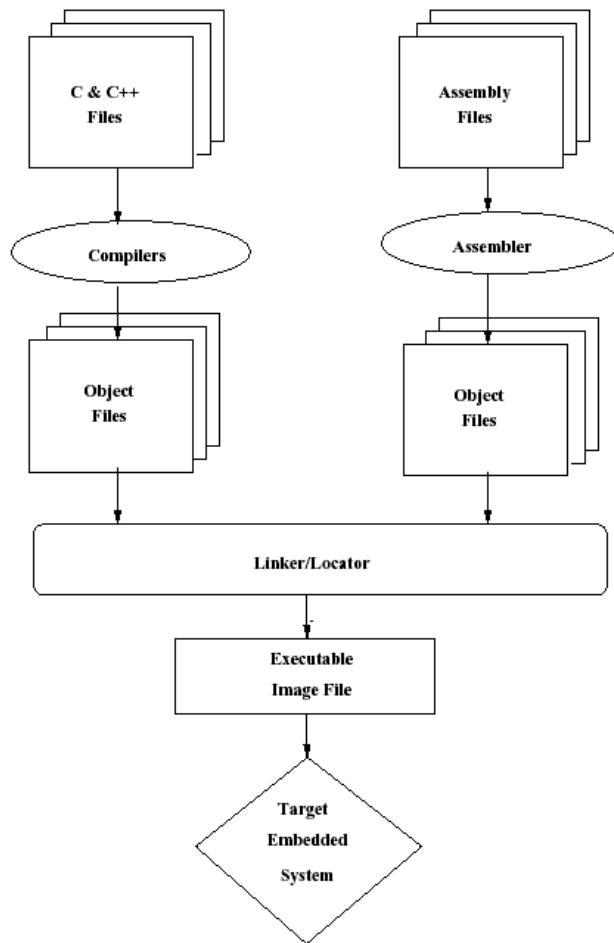 C & C++
Files
Assembly
Files
Compilers
Assembler
Object
Files
Object
Files
Linker/Locator
Executable
Image File
Target
Embedded
System